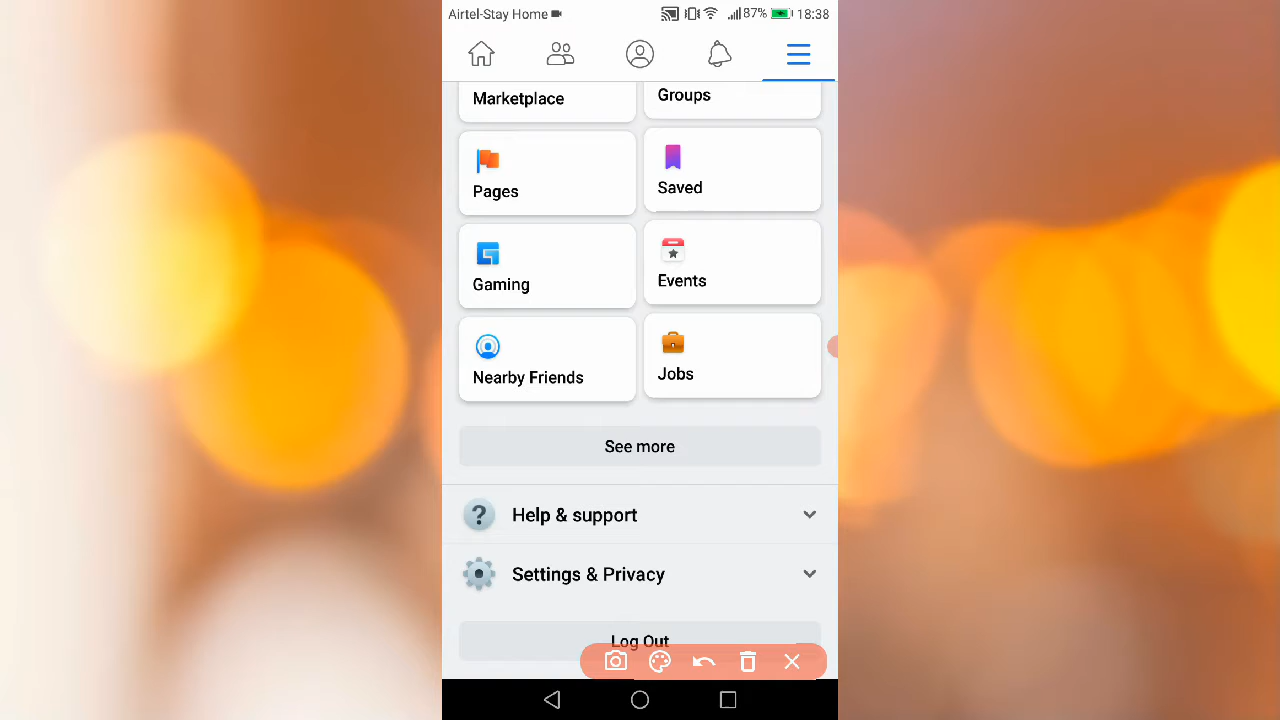 Airtel-Stay Home 87% 18:38
Marketplace
Groups
Pages
Saved
Gaming
Events
Nearby Friends
Jobs
See more
? Help & support
Settings & Privacy
Log Out